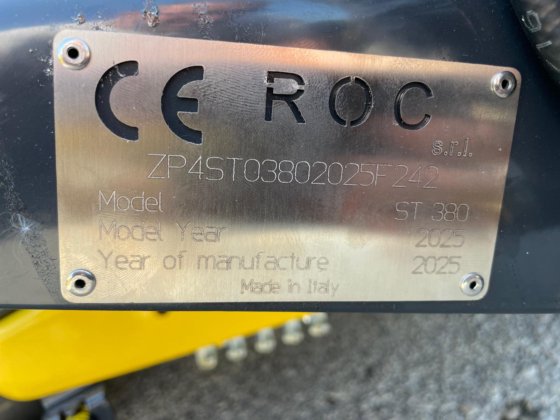 CE ROC
s.r.l.
ZP4ST03802025F242
Model ST 380
Model Year 2025
Year of manufacture 2025
Made in Italy